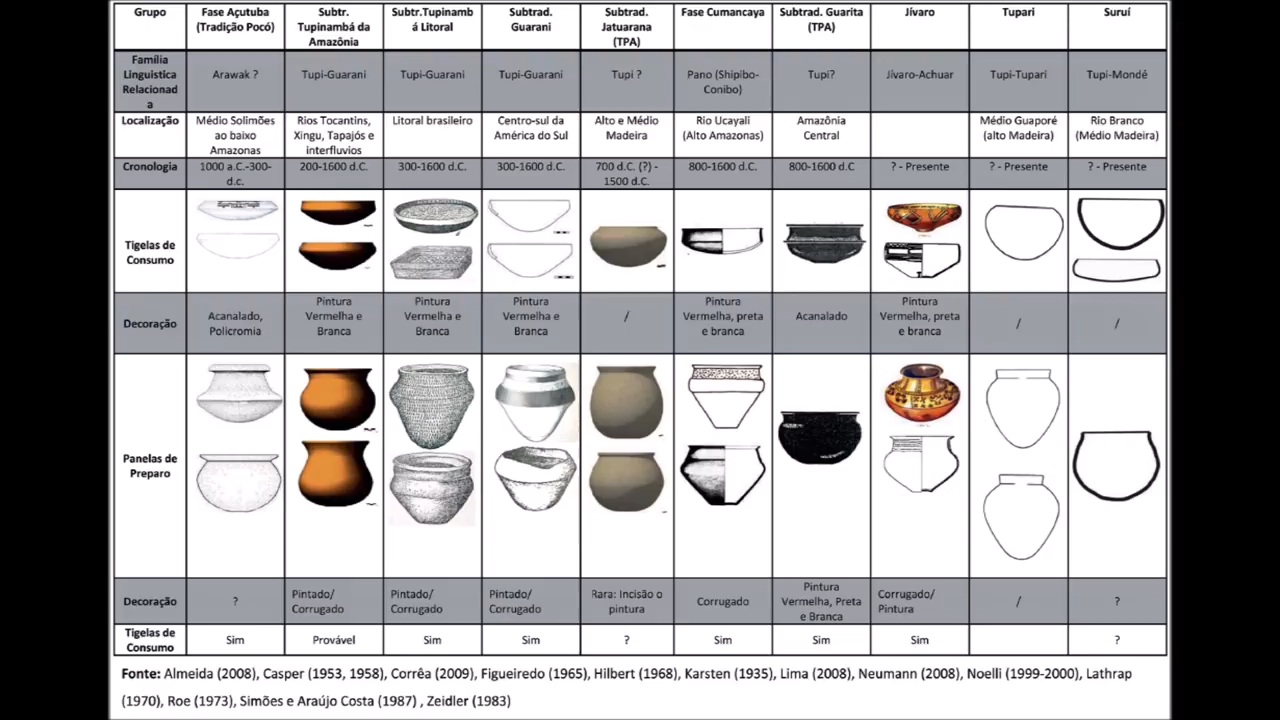 Grupo
Fase Açutuba
(Tradição Pocó)
Subtr.
Tupinambá da
Amazônia
Subtr.Tupinamb
á Litoral
Subtrad.
Guarani
Subtrad.
Jatuarana
(TPA)
Fase Cumancaya
Subtrad. Guarita
(TPA)
Jívaro
Tupari
Suruí
Família
Linguistica
Relacionad
a
Arawak ?
Tupi-Guarani
Tupi-Guarani
Tupi-Guarani
Tupi ?
Pano (Shipibo-
Conibo)
Tupi?
Jívaro-Achuar
Tupi-Tupari
Tupi-Mondé
Localização
Médio Solimões
ao baixo
Amazonas
Rios Tocantins,
Xingu, Tapajós e
interfluvios
Litoral brasileiro
Centro-sul da
América do Sul
Alto e Médio
Madeira
Rio Ucayali
(Alto Amazonas)
Amazônia
Central
Médio Guaporé
(alto Madeira)
Rio Branco
(Médio Madeira)
Cronologia
1000 a.C.-300-
d.c.
200-1600 d.C.
300-1600 d.C.
300-1600 d.C.
700 d.C. (?) -
1500 d.C.
800-1600 d.C.
800-1600 d.C
? - Presente
? - Presente
? - Presente
Tigelas de
Consumo
Decoração
Acanalado,
Policromia
Pintura
Vermelha e
Branca
Pintura
Vermelha e
Branca
Pintura
Vermelha e
Branca
/
Pintura
Vermelha, preta
e branca
Acanalado
Pintura
Vermelha, preta
e branca
/
/
Panelas de
Preparo
Decoração
?
Pintado/
Corrugado
Pintado/
Corrugado
Pintado/
Corrugado
Rara: Incisão o
pintura
Corrugado
Pintura
Vermelha, Preta
e Branca
Corrugado/
Pintura
/
?
Tigelas de
Consumo
Sim
Provável
Sim
Sim
?
Sim
Sim
Sim
?
Fonte: Almeida (2008), Casper (1953, 1958), Corrêa (2009), Figueiredo (1965), Hilbert (1968), Karsten (1935), Lima (2008), Neumann (2008), Noelli (1999-2000), Lathrap
(1970), Roe (1973), Simões e Araújo Costa (1987) , Zeidler (1983)